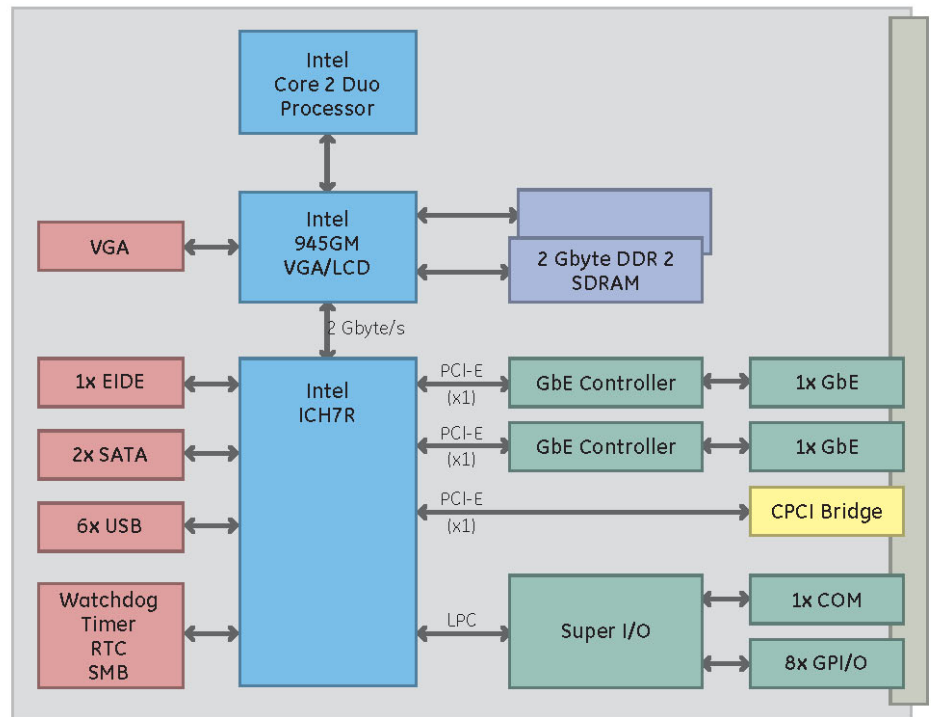 Intel
Core 2 Duo
Processor
VGA
Intel
945GM
VGA/LCD
2 Gbyte DDR 2
SDRAM
2 Gbyte/s
1x EIDE
2x SATA
6x USB
Watchdog
Timer
RTC
SMB
Intel
ICH7R
PCI-E
(x1)
GbE Controller
1x GbE
PCI-E
(x1)
GbE Controller
1x GbE
PCI-E
(x1)
CPCI Bridge
LPC
Super I/O
1x COM
8x GPI/O